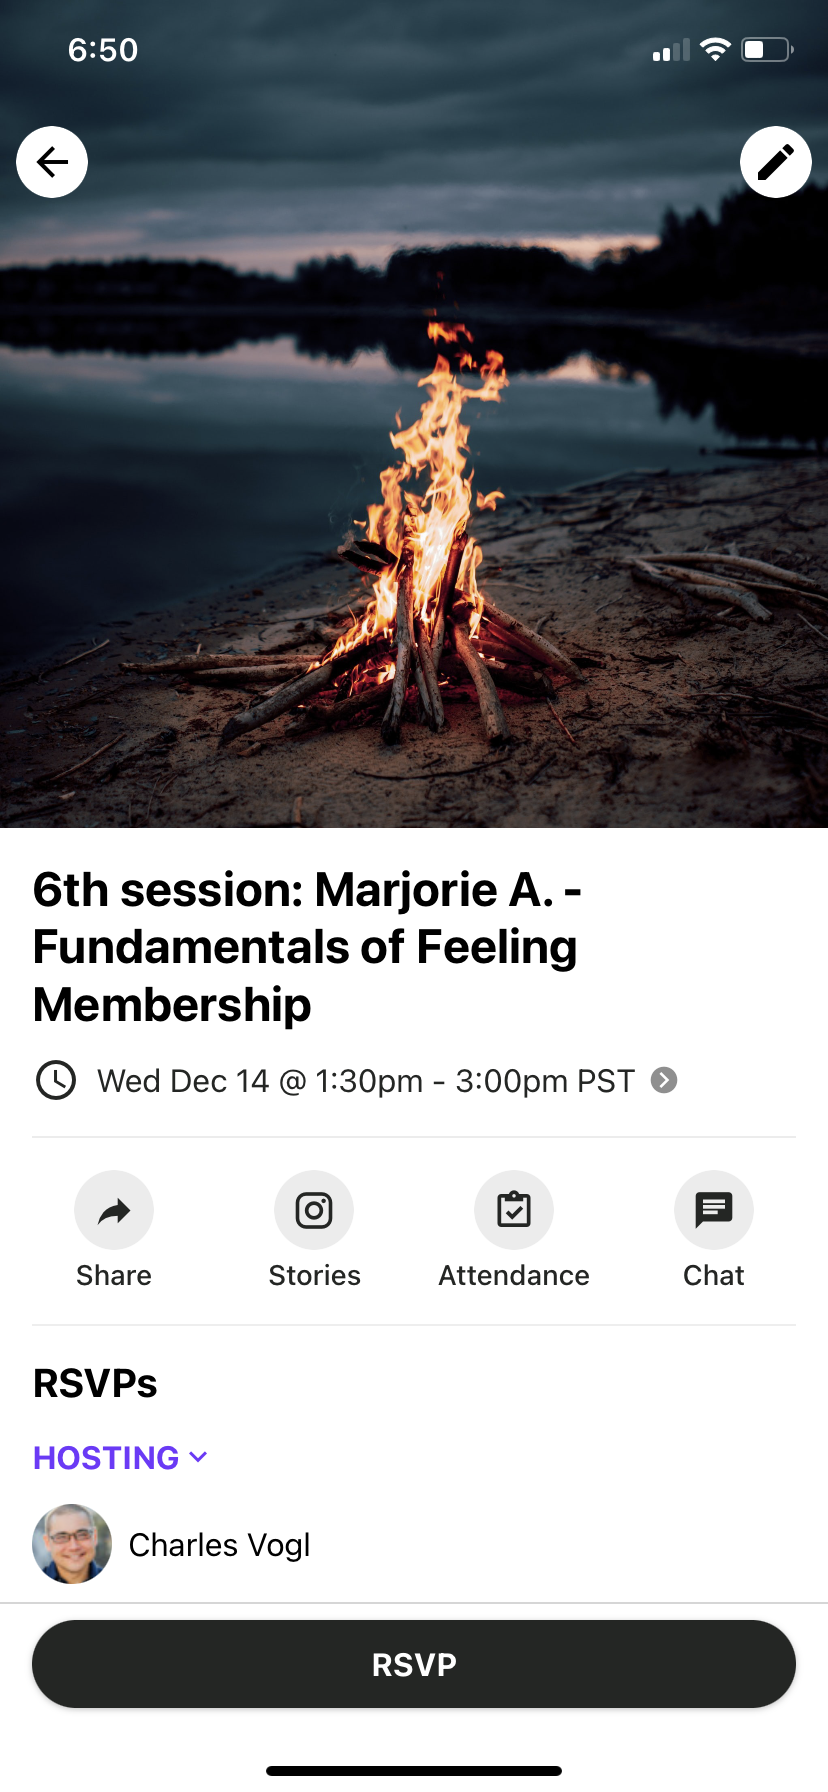 6:50
6th session: Marjorie A. -
Fundamentals of Feeling
Membership
Wed Dec 14 @ 1:30pm - 3:00pm PST
Share
Stories
Attendance
Chat
RSVPs
HOSTING
Charles Vogl
RSVP